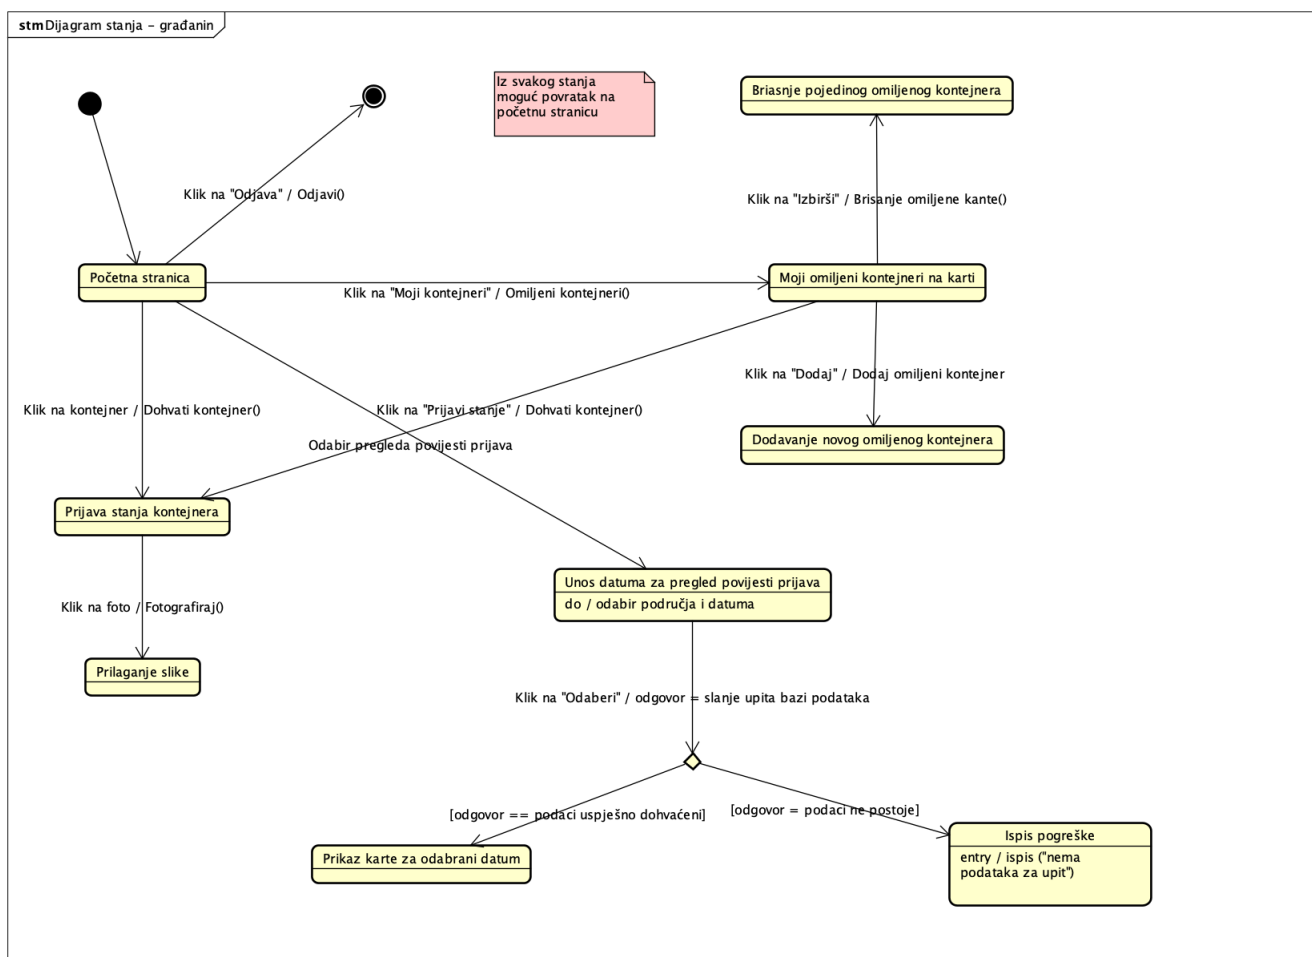 stm Dijagram stanja – građanin
Iz svakog stanja
moguć povratak na
početnu stranicu
Briasnje pojedinog omiljenog kontejnera
Klik na "Odjava" / Odjavi()
Klik na "Izbirši" / Brisanje omiljene kante()
Početna stranica
Moji omiljeni kontejneri na karti
Klik na "Moji kontejneri" / Omiljeni kontejneri()
Klik na "Dodaj" / Dodaj omiljeni kontejner
Klik na kontejner / Dohvati kontejner()
Klik na "Prijavi stanje" / Dohvati kontejner()
Odabir pregleda povijesti prijava
Dodavanje novog omiljenog kontejnera
Prijava stanja kontejnera
Unos datuma za pregled povijesti prijava
do / odabir područja i datuma
Klik na foto / Fotografiraj()
Prilaganje slike
Klik na "Odaberi" / odgovor = slanje upita bazi podataka
[odgovor == podaci uspješno dohvaćeni]
[odgovor = podaci ne postoje]
Prikaz karte za odabrani datum
Ispis pogreške
entry / ispis ("nema
podataka za upit")